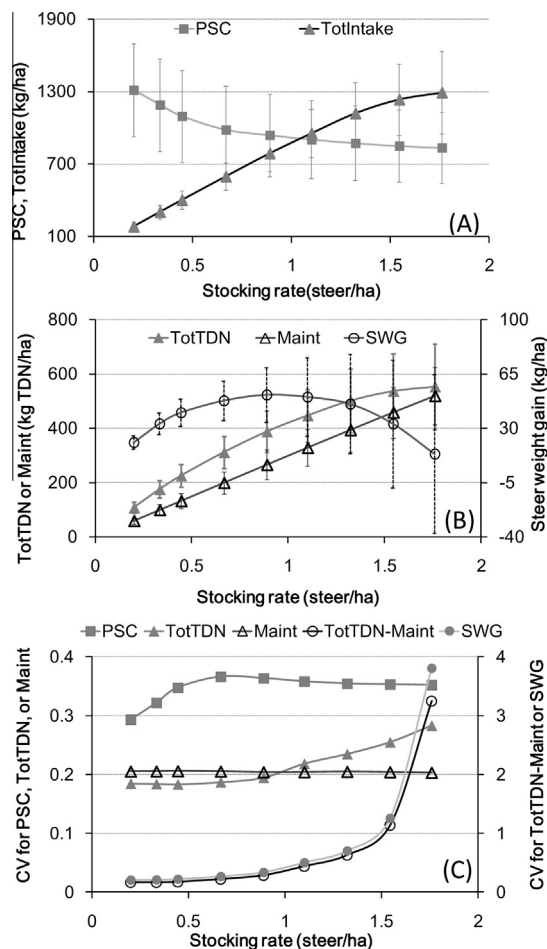 1900
1300
700
100
PSC, TotIntake (kg/ha)
PSC TotIntake
(A)
0 0.5 1 1.5 2
Stocking rate(steer/ha)
800
600
400
200
0
TotTDN or Maint (kg TDN/ha)
TotTDN Maint SWG
100
65
30
-5
-40
Steer weight gain (kg/ha)
(B)
0 0.5 1 1.5 2
Stocking rate (steer/ha)
PSC TotTDN Maint TotTDN-Maint SWG
0.4
0.3
0.2
0.1
0
CV for PSC, TotTDN, or Maint
4
3
2
1
0
CV for TotTDN-Maint or SWG
(C)
0 0.5 1 1.5 2
Stocking rate (steer/ha)